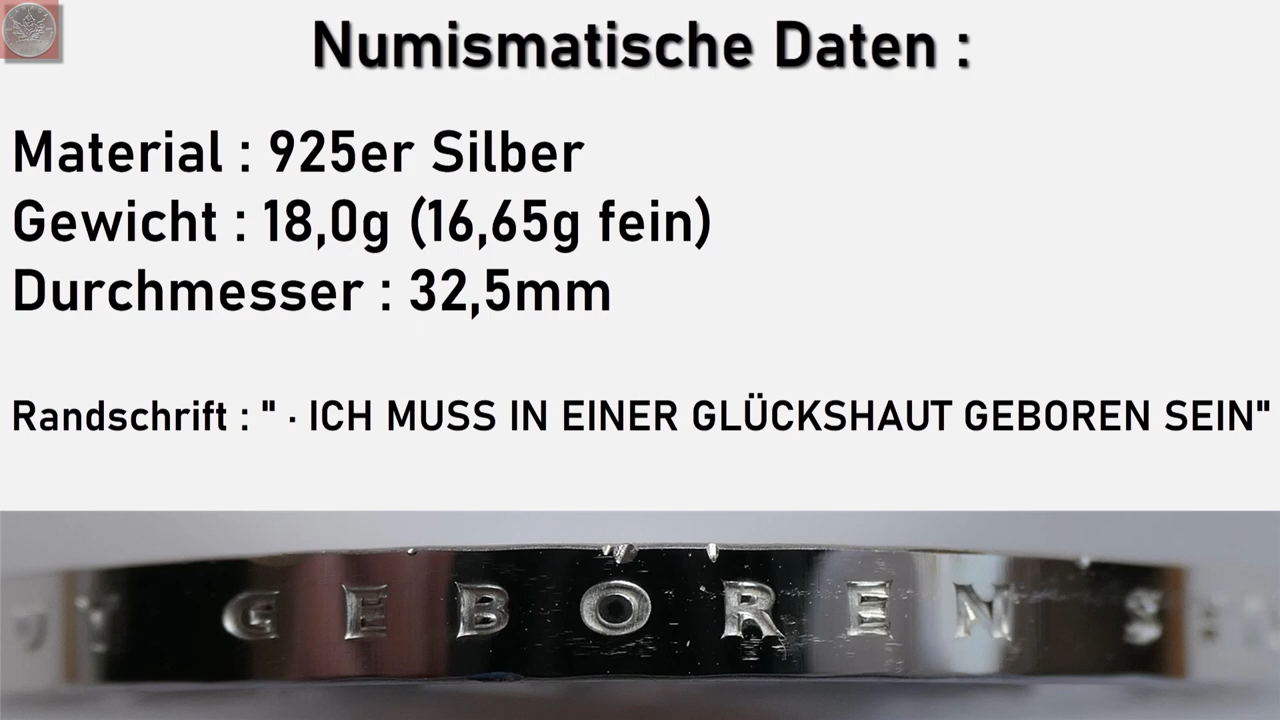 Numismatische Daten :
Material : 925er Silber
Gewicht : 18,0g (16,65g fein)
Durchmesser : 32,5mm
Randschrift : " · ICH MUSS IN EINER GLÜCKSHAUT GEBOREN SEIN"
GEBOREN